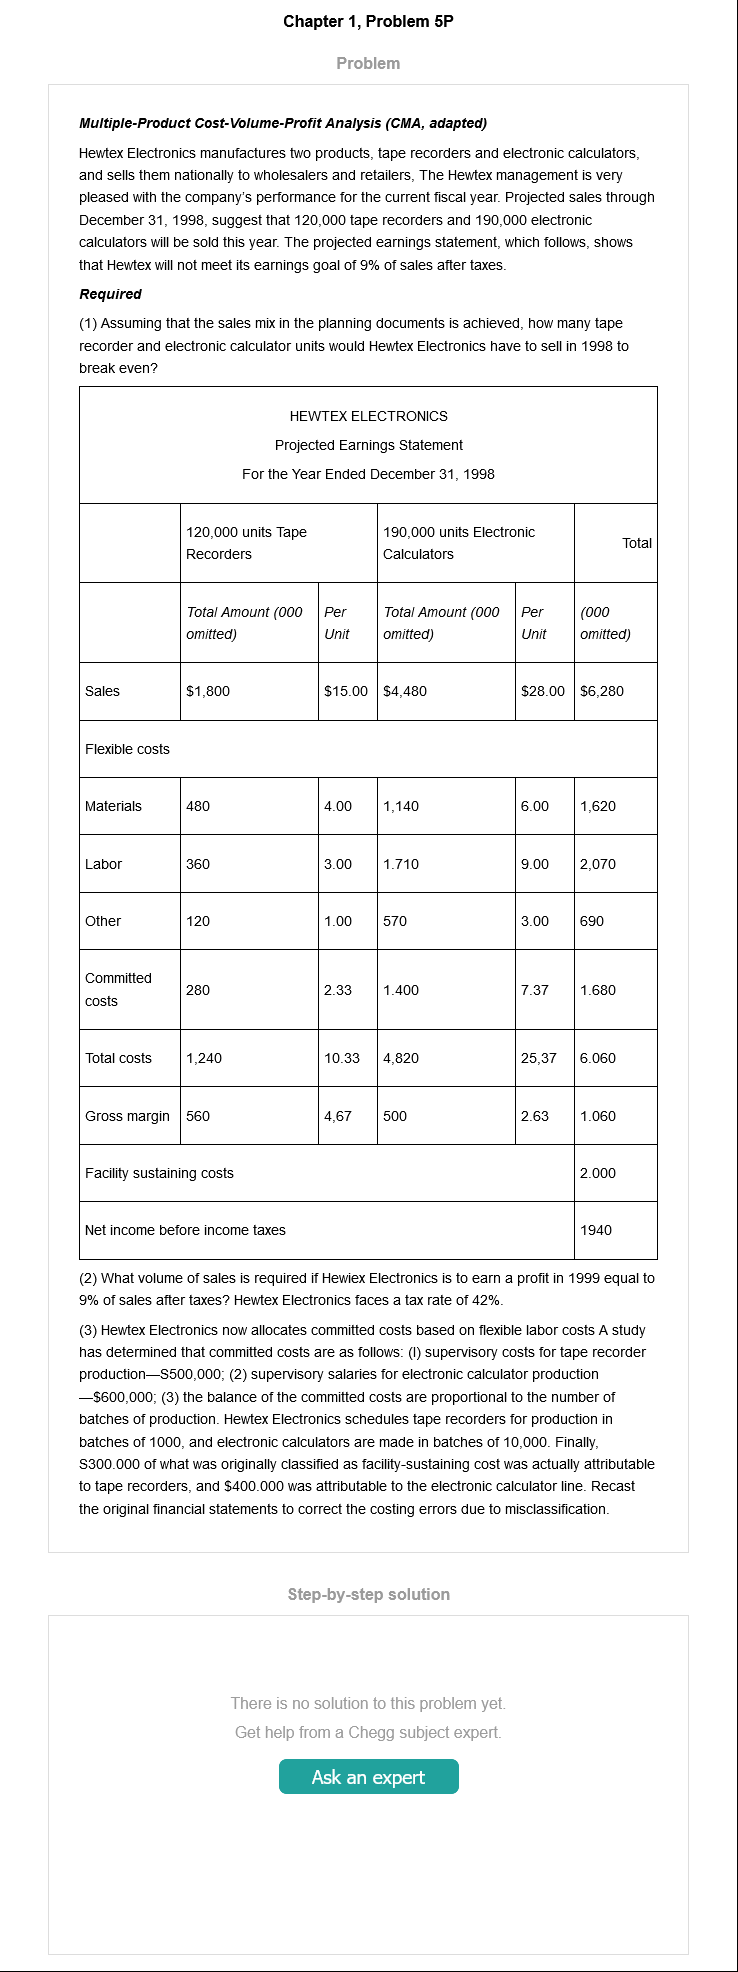 Chapter 1, Problem 5P
Problem
Multiple-Product Cost-Volume-Profit Analysis (CMA, adapted)
Hewtex Electronics manufactures two products, tape recorders and electronic calculators,
and sells them nationally to wholesalers and retailers, The Hewtex management is very
pleased with the company's performance for the current fiscal year. Projected sales through
December 31, 1998, suggest that 120,000 tape recorders and 190,000 electronic
calculators will be sold this year. The projected earnings statement, which follows, shows
that Hewtex will not meet its earnings goal of 9% of sales after taxes.
Required
(1) Assuming that the sales mix in the planning documents is achieved, how many tape
recorder and electronic calculator units would Hewtex Electronics have to sell in 1998 to
break even?
HEWTEX ELECTRONICS
Projected Earnings Statement
For the Year Ended December 31, 1998
120,000 units Tape Recorders 190,000 units Electronic Calculators Total
Total Amount (000 omitted) Per Unit Total Amount (000 omitted) Per Unit (000 omitted)
Sales $1,800 $15.00 $4,480 $28.00 $6,280
Flexible costs
Materials 480 4.00 1,140 6.00 1,620
Labor 360 3.00 1.710 9.00 2,070
Other 120 1.00 570 3.00 690
Committed costs 280 2.33 1.400 7.37 1.680
Total costs 1,240 10.33 4,820 25,37 6.060
Gross margin 560 4,67 500 2.63 1.060
Facility sustaining costs 2.000
Net income before income taxes 1940
(2) What volume of sales is required if Hewiex Electronics is to earn a profit in 1999 equal to
9% of sales after taxes? Hewtex Electronics faces a tax rate of 42%.
(3) Hewtex Electronics now allocates committed costs based on flexible labor costs A study
has determined that committed costs are as follows: (l) supervisory costs for tape recorder
production—S500,000; (2) supervisory salaries for electronic calculator production
—$600,000; (3) the balance of the committed costs are proportional to the number of
batches of production. Hewtex Electronics schedules tape recorders for production in
batches of 1000, and electronic calculators are made in batches of 10,000. Finally,
S300.000 of what was originally classified as facility-sustaining cost was actually attributable
to tape recorders, and $400.000 was attributable to the electronic calculator line. Recast
the original financial statements to correct the costing errors due to misclassification.
Step-by-step solution
There is no solution to this problem yet.
Get help from a Chegg subject expert.
Ask an expert